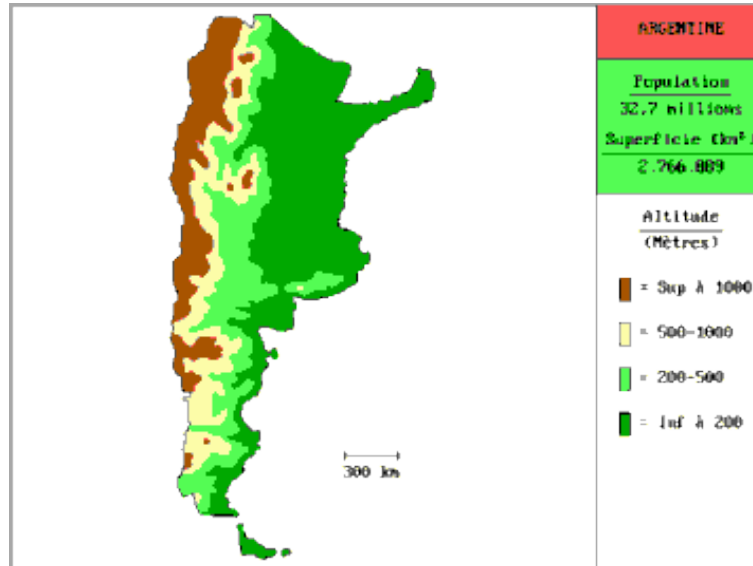 ARGENTINE
Population
32,7 millions
Superficie (km²)
2.766.889
Altitude
(Mètres)
= Sup à 1000
= 500-1000
= 200-500
= Inf à 200
300 km